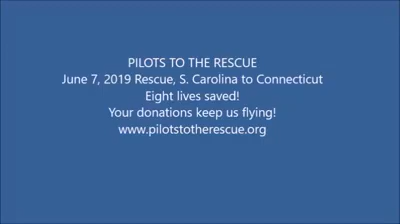 PILOTS TO THE RESCUE
June 7, 2019 Rescue, S. Carolina to Connecticut
Eight lives saved!
Your donations keep us flying!
www.pilotstotherescue.org